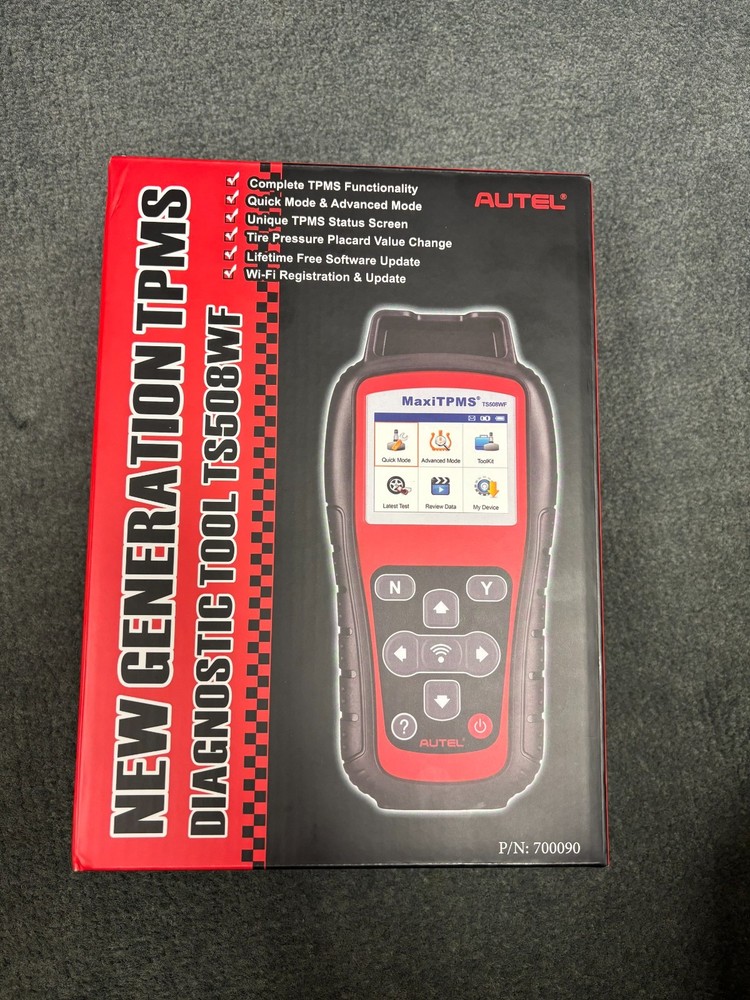 NEW GENERATION TPMS
DIAGNOSTIC TOOL TS508WF
Complete TPMS Functionality
Quick Mode & Advanced Mode
Unique TPMS Status Screen
Tire Pressure Placard Value Change
Lifetime Free Software Update
Wi-Fi Registration & Update
AUTEL®
MaxiTPMS® TS508WF
Quick Mode Advanced Mode ToolKit
Latest Test Review Data My Device
N Y
?
AUTEL
P/N: 700090